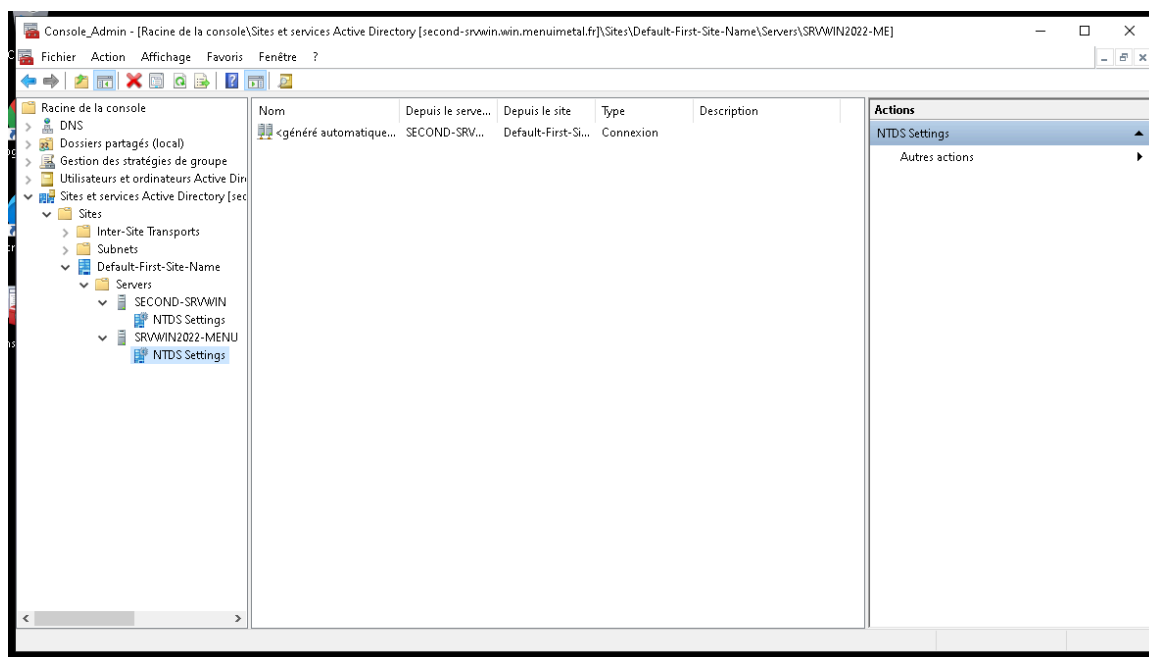 Console_Admin - [Racine de la console\Sites et services Active Directory [second-srvwin.win.menuimetal.fr]\Sites\Default-First-Site-Name\Servers\SRVWIN2022-ME]
Fichier Action Affichage Favoris Fenêtre ?
Racine de la console
DNS
Dossiers partagés (local)
Gestion des stratégies de groupe
Utilisateurs et ordinateurs Active Dire
Sites et services Active Directory [sec
Sites
Inter-Site Transports
Subnets
Default-First-Site-Name
Servers
SECOND-SRVWIN
NTDS Settings
SRVWIN2022-MENU
NTDS Settings
Nom Depuis le serve... Depuis le site Type Description
<généré automatique... SECOND-SRV... Default-First-Si... Connexion
Actions
NTDS Settings
Autres actions